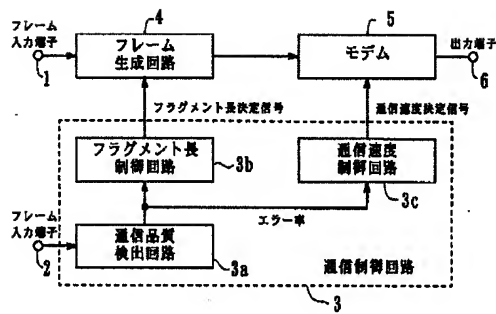 フレーム
入力端子
1
4
フレーム
生成回路
5
モデム
出力端子
6
フラグメント長決定信号
通信速度決定信号
フラグメント長
制御回路
3b
通信速度
制御回路
3c
フレーム
入力端子
2
エラー率
通信品質
検出回路
3a
通信制御回路
3